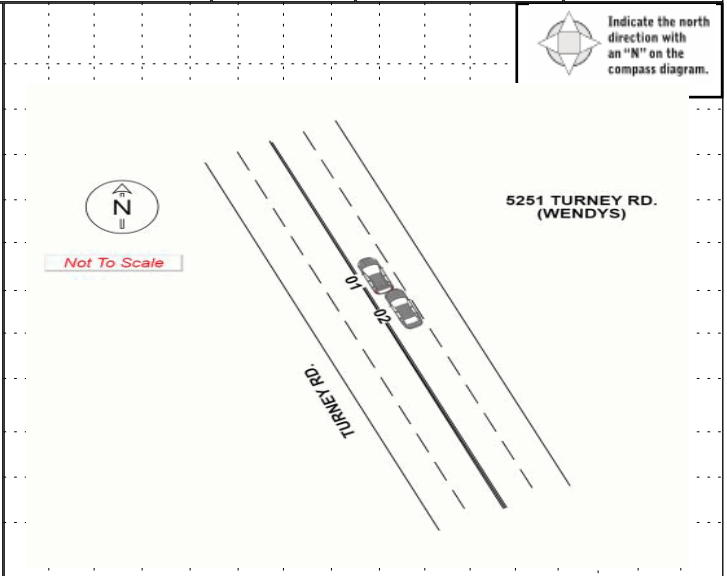 Indicate the north
direction with
an “N” on the
compass diagram.
5251 TURNEY RD.
(WENDYS)
N
Not To Scale
01
02
TURNEY RD.